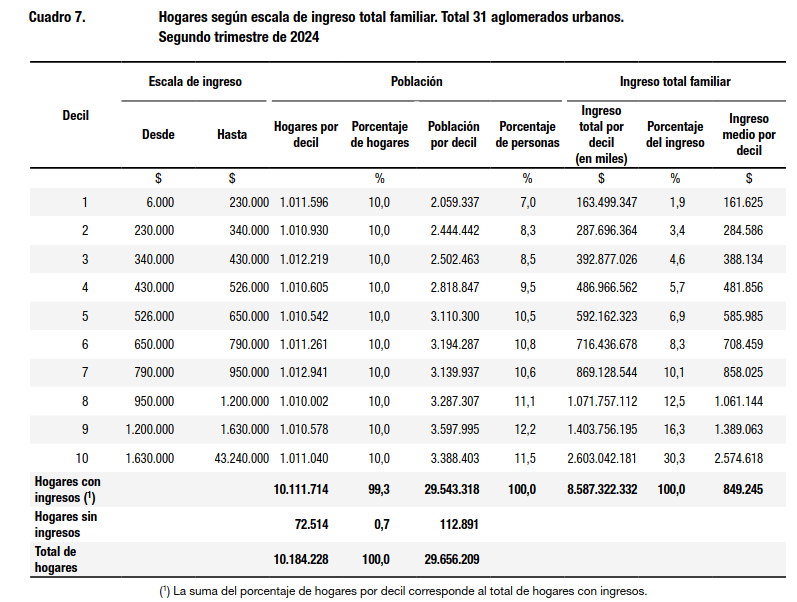 Cuadro 7. Hogares según escala de ingreso total familiar. Total 31 aglomerados urbanos.
Segundo trimestre de 2024
Escala de ingreso Población Ingreso total familiar
Decil Desde Hasta Hogares por decil Porcentaje de hogares Población por decil Porcentaje de personas Ingreso total por decil (en miles) Porcentaje del ingreso Ingreso medio por decil
$ $ % % $ % $
1 6.000 230.000 1.011.596 10,0 2.059.337 7,0 163.499.347 1,9 161.625
2 230.000 340.000 1.010.930 10,0 2.444.442 8,3 287.696.364 3,4 284.586
3 340.000 430.000 1.012.219 10,0 2.502.463 8,5 392.877.026 4,6 388.134
4 430.000 526.000 1.010.605 10,0 2.818.847 9,5 486.966.562 5,7 481.856
5 526.000 650.000 1.010.542 10,0 3.110.300 10,5 592.162.323 6,9 585.985
6 650.000 790.000 1.011.261 10,0 3.194.287 10,8 716.436.678 8,3 708.459
7 790.000 950.000 1.012.941 10,0 3.139.937 10,6 869.128.544 10,1 858.025
8 950.000 1.200.000 1.010.002 10,0 3.287.307 11,1 1.071.757.112 12,5 1.061.144
9 1.200.000 1.630.000 1.010.578 10,0 3.597.995 12,2 1.403.756.195 16,3 1.389.063
10 1.630.000 43.240.000 1.011.040 10,0 3.388.403 11,5 2.603.042.181 30,3 2.574.618
Hogares con ingresos (¹) 10.111.714 99,3 29.543.318 100,0 8.587.322.332 100,0 849.245
Hogares sin ingresos 72.514 0,7 112.891
Total de hogares 10.184.228 100,0 29.656.209
(¹) La suma del porcentaje de hogares por decil corresponde al total de hogares con ingresos.